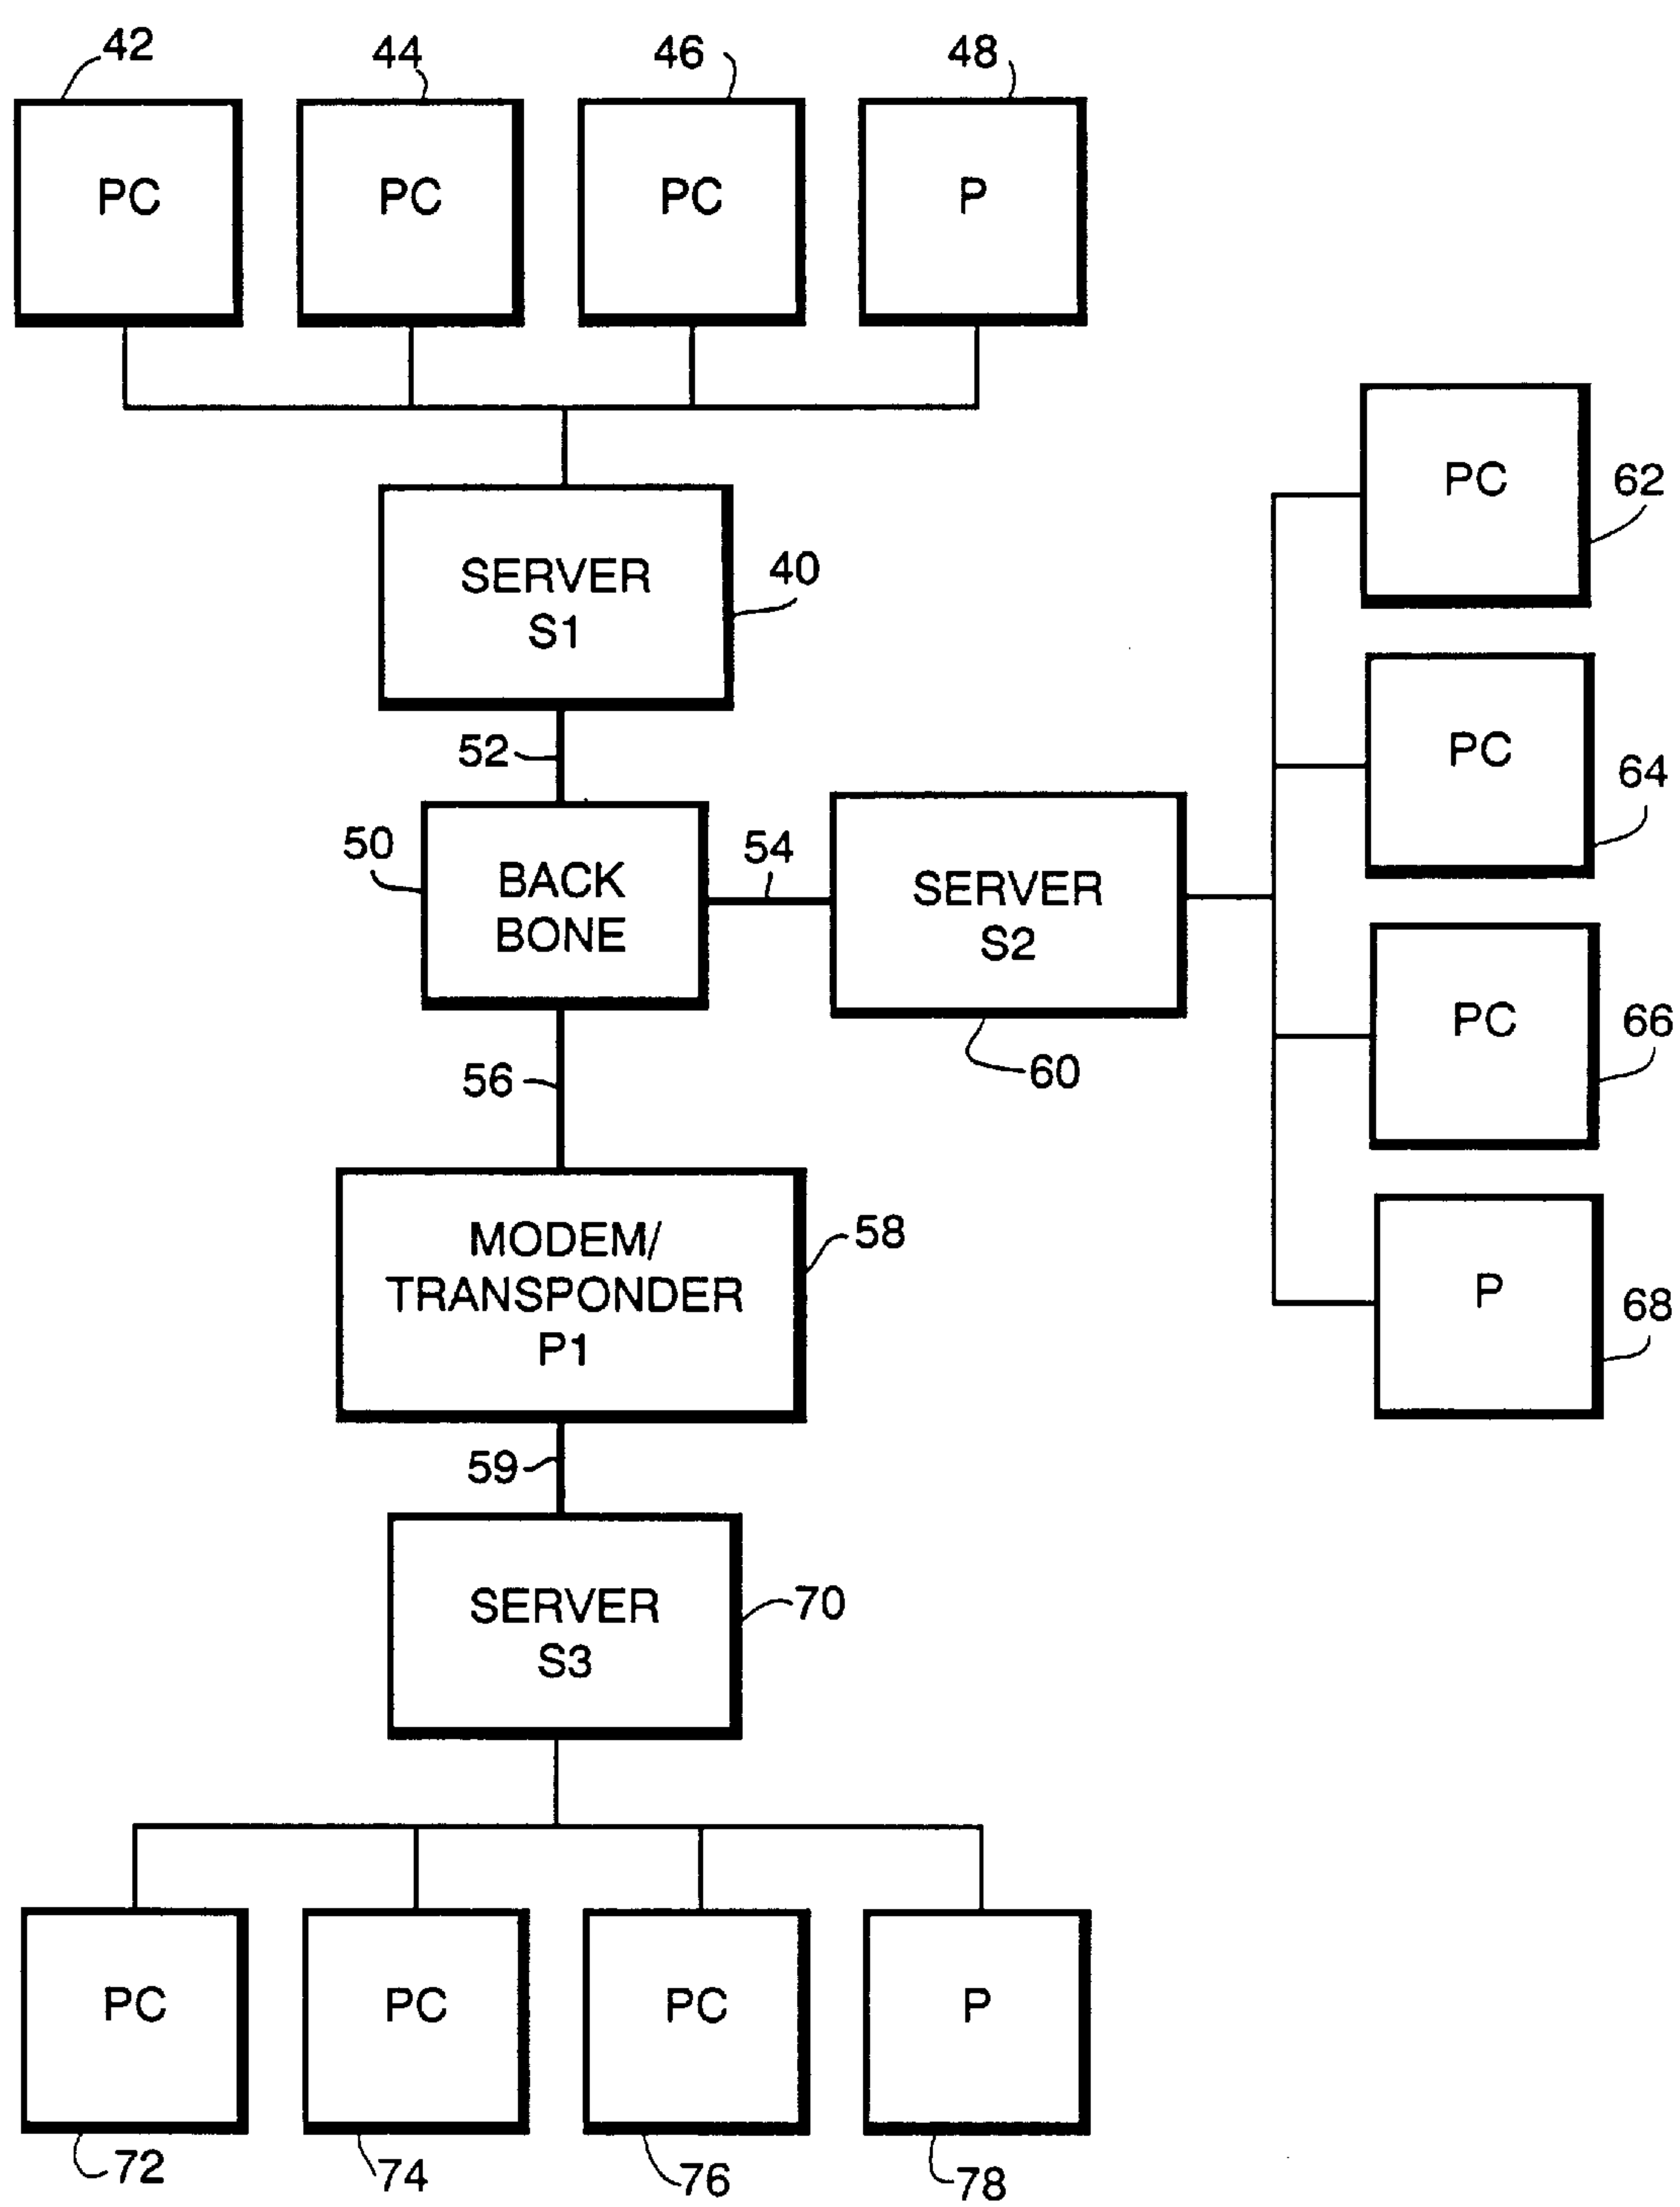 42
44
46
48
PC
PC
PC
P
SERVER
S1
40
52
50
BACK
BONE
54
SERVER
S2
60
PC
62
PC
64
PC
66
P
68
56
MODEM/
TRANSPONDER
P1
58
59
SERVER
S3
70
PC
PC
PC
P
72
74
76
78